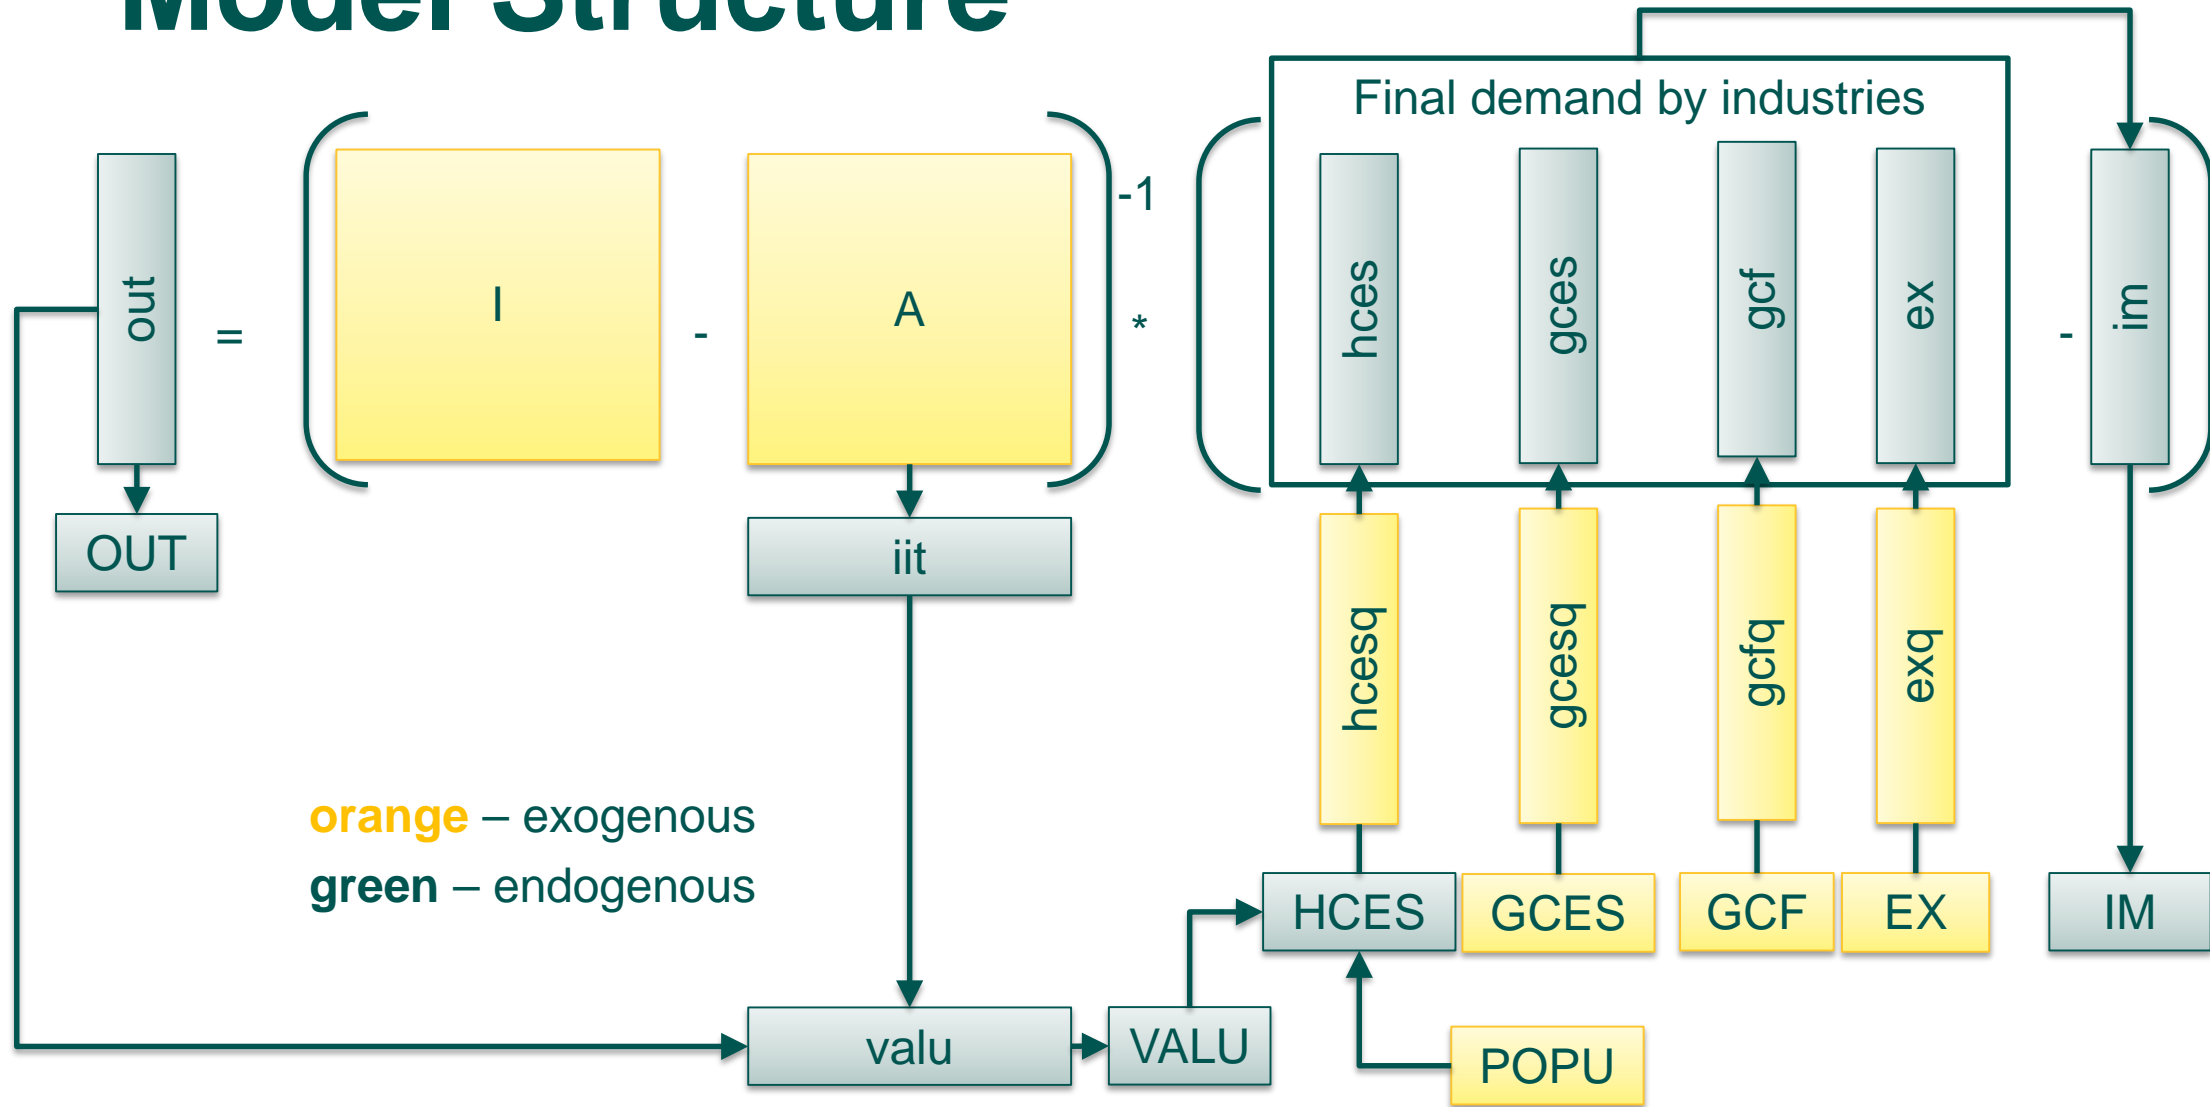 Model Structure
Final demand by industries
out
=
I
-
A
-1
*
hces
gces
gcf
ex
-
im
OUT
iit
hcesq
gcesq
gcfq
exq
orange – exogenous
green – endogenous
HCES
GCES
GCF
EX
IM
valu
VALU
POPU